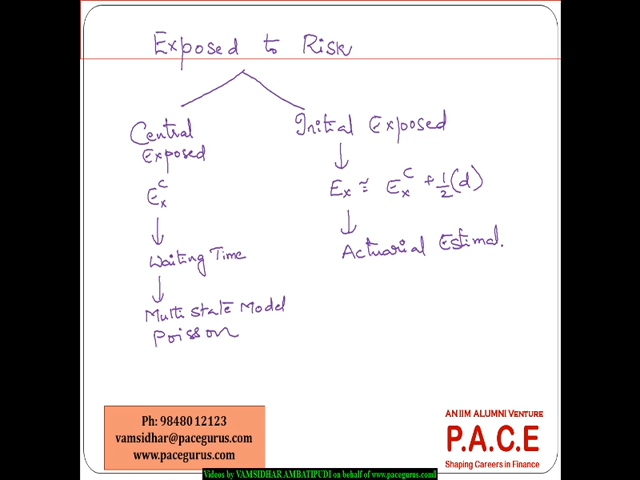 Exposed to Risk
Central
Exposed
Initial Exposed
E_x^C
E_x ≅ E_x^C + 1/2 (d)
Waiting Time
Actuarial Estimal.
Multi State Model
Poisson
Ph: 98480 12123
vamsidhar@pacegurus.com
www.pacegurus.com
AN IIM ALUMNI VENTURE
P.A.C.E
Shaping Careers in Finance
Videos by VAMSIDHAR AMBATIPUDI on behalf of www.pacegurus.com